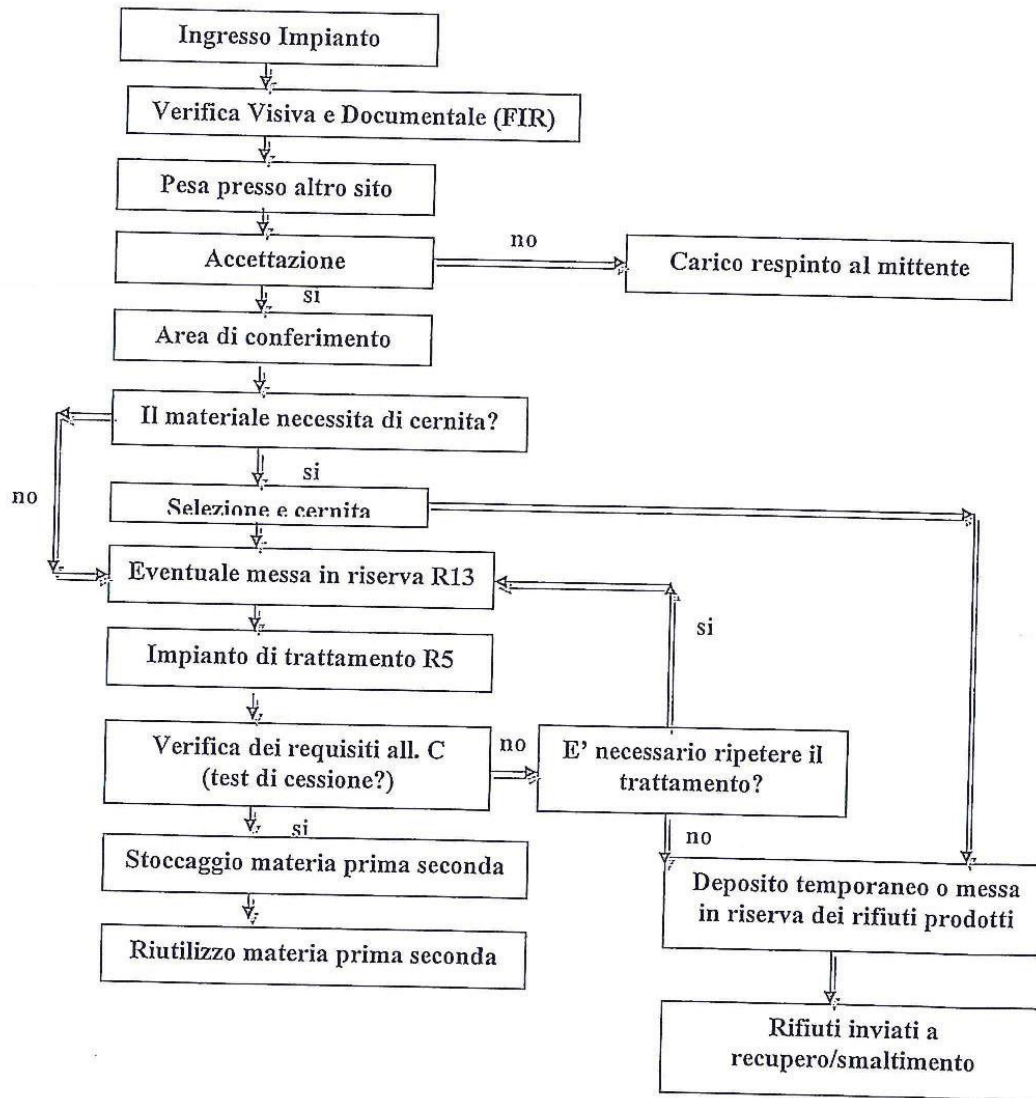 Ingresso Impianto
Verifica Visiva e Documentale (FIR)
Pesa presso altro sito
Accettazione
no
Carico respinto al mittente
si
Area di conferimento
Il materiale necessita di cernita?
no
si
Selezione e cernita
Eventuale messa in riserva R13
si
Impianto di trattamento R5
Verifica dei requisiti all. C
(test di cessione?)
no
E' necessario ripetere il
trattamento?
si
no
Stoccaggio materia prima seconda
Deposito temporaneo o messa
in riserva dei rifiuti prodotti
Riutilizzo materia prima seconda
Rifiuti inviati a
recupero/smaltimento